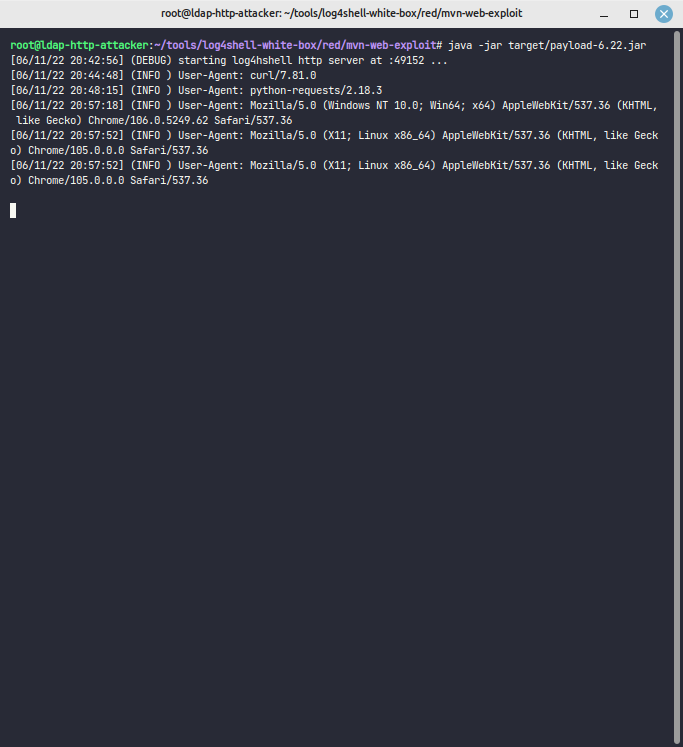 root@ldap-http-attacker: ~/tools/log4shell-white-box/red/mvn-web-exploit
root@ldap-http-attacker:~/tools/log4shell-white-box/red/mvn-web-exploit# java -jar target/payload-6.22.jar
[06/11/22 20:42:56] (DEBUG) starting log4hshell http server at :49152 ...
[06/11/22 20:44:48] (INFO ) User-Agent: curl/7.81.0
[06/11/22 20:48:15] (INFO ) User-Agent: python-requests/2.18.3
[06/11/22 20:57:18] (INFO ) User-Agent: Mozilla/5.0 (Windows NT 10.0; Win64; x64) AppleWebKit/537.36 (KHTML,
 like Gecko) Chrome/106.0.5249.62 Safari/537.36
[06/11/22 20:57:52] (INFO ) User-Agent: Mozilla/5.0 (X11; Linux x86_64) AppleWebKit/537.36 (KHTML, like Geck
o) Chrome/105.0.0.0 Safari/537.36
[06/11/22 20:57:52] (INFO ) User-Agent: Mozilla/5.0 (X11; Linux x86_64) AppleWebKit/537.36 (KHTML, like Geck
o) Chrome/105.0.0.0 Safari/537.36